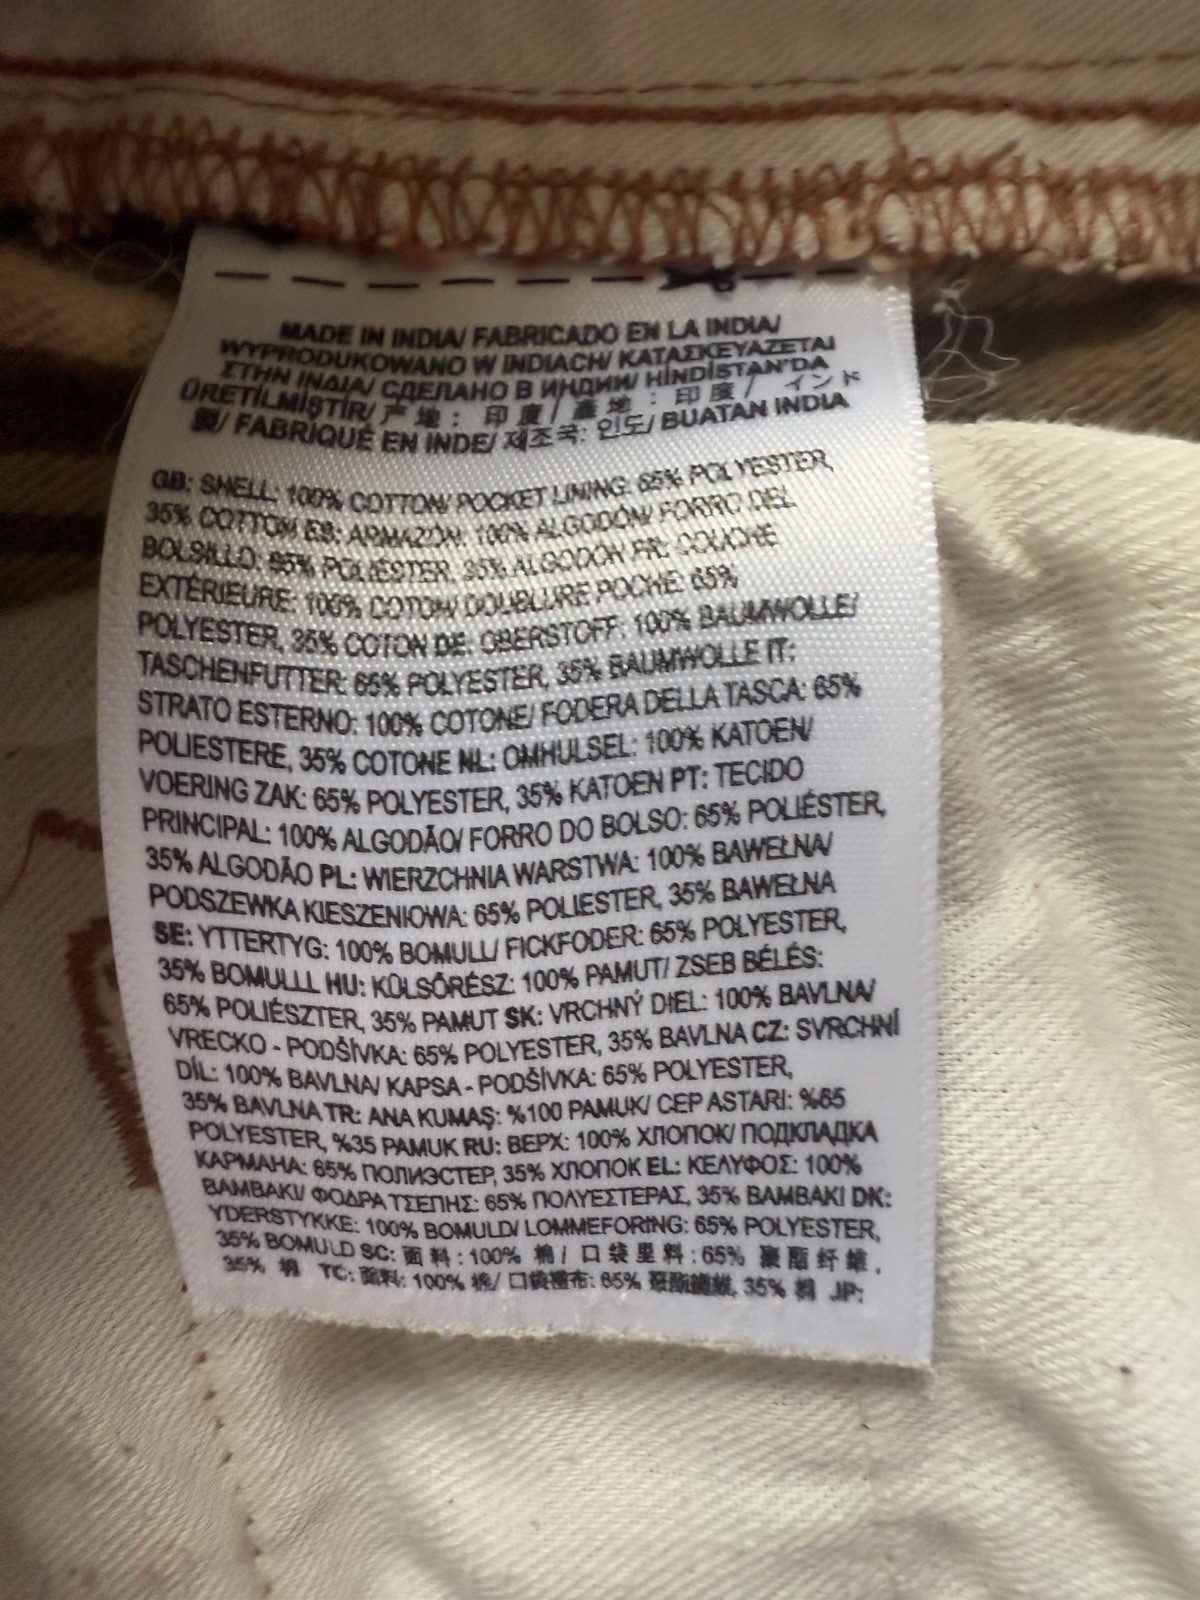 MADE IN INDIA/ FABRICADO EN LA INDIA/
WYPRODUKOWANO W INDIACH/ ΚΑΤΑΣΚΕΥΑΖΕΤΑΙ
ΣΤΗΝ ΙΝΔΙΑ/ СДЕЛАНО В ИНДИИ/ HİNDİSTAN'DA
ÜRETİLMİŞTİR/ 产地: 印度/ 產地: 印度/ インド
製/ FABRIQUÉ EN INDE/ 제조국: 인도/ BUATAN INDIA
GB: SHELL: 100% COTTON/ POCKET LINING: 65% POLYESTER,
35% COTTON ES: ARMAZÓN: 100% ALGODÓN/ FORRO DEL
BOLSILLO: 65% POLIÉSTER, 35% ALGODÓN FR: COUCHE
EXTÉRIEURE: 100% COTON/ DOUBLURE POCHE: 65%
POLYESTER, 35% COTON DE: OBERSTOFF: 100% BAUMWOLLE/
TASCHENFUTTER: 65% POLYESTER, 35% BAUMWOLLE IT:
STRATO ESTERNO: 100% COTONE/ FODERA DELLA TASCA: 65%
POLIESTERE, 35% COTONE NL: OMHULSEL: 100% KATOEN/
VOERING ZAK: 65% POLYESTER, 35% KATOEN PT: TECIDO
PRINCIPAL: 100% ALGODÃO/ FORRO DO BOLSO: 65% POLIÉSTER,
35% ALGODÃO PL: WIERZCHNIA WARSTWA: 100% BAWEŁNA/
PODSZEWKA KIESZENIOWA: 65% POLIESTER, 35% BAWEŁNA
SE: YTTERTYG: 100% BOMULL/ FICKFODER: 65% POLYESTER,
35% BOMULLL HU: KÜLSŐRÉSZ: 100% PAMUT/ ZSEB BÉLÉS:
65% POLIÉSZTER, 35% PAMUT SK: VRCHNÝ DIEL: 100% BAVLNA/
VRECKO - PODŠÍVKA: 65% POLYESTER, 35% BAVLNA CZ: SVRCHNÍ
DÍL: 100% BAVLNA/ KAPSA - PODŠÍVKA: 65% POLYESTER,
35% BAVLNA TR: ANA KUMAŞ: %100 PAMUK/ CEP ASTARI: %65
POLYESTER, %35 PAMUK RU: ВЕРХ: 100% ХЛОПОК/ ПОДКЛАДКА
КАРМАНА: 65% ПОЛИЭСТЕР, 35% ХЛОПОК EL: ΚΕΛΥΦΟΣ: 100%
ΒΑΜΒΑΚΙ/ ΦΟΔΡΑ ΤΣΕΠΗΣ: 65% ΠΟΛΥΕΣΤΕΡΑΣ, 35% ΒΑΜΒΑΚΙ DK:
YDERSTYKKE: 100% BOMULD/ LOMMEFORING: 65% POLYESTER,
35% BOMULD SC: 面料: 100% 棉/ 口袋里料: 65% 聚酯纤维,
35% 棉 TC: 面料: 100% 棉/ 口袋裡布: 65% 聚酯纖維, 35% 棉 JP: